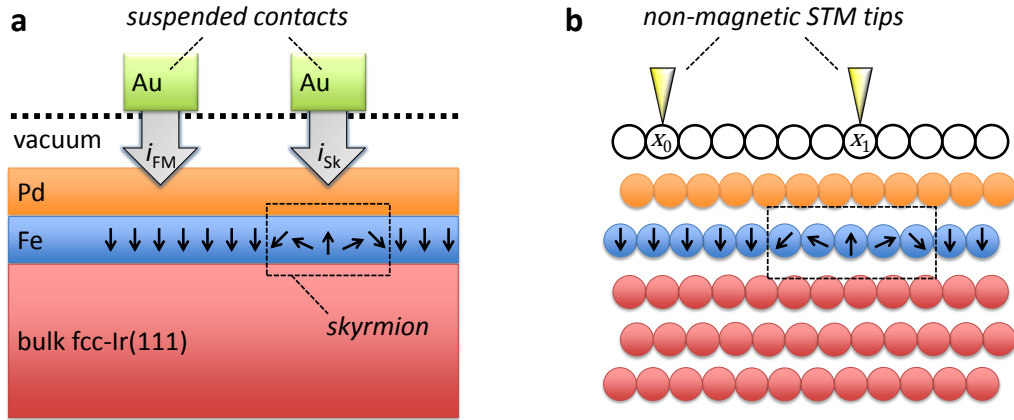 a
suspended contacts
Au
Au
vacuum
iFM
iSk
Pd
Fe
skyrmion
bulk fcc-Ir(111)
b
non-magnetic STM tips
x0
x1